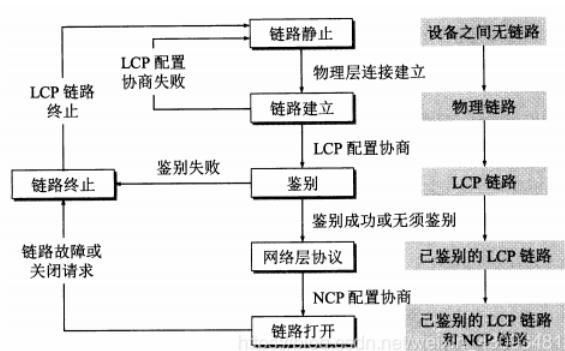 链路静止
设备之间无链路
LCP 配置
协商失败
物理层连接建立
LCP 链路
终止
链路建立
物理链路
LCP 配置协商
鉴别失败
链路终止
鉴别
LCP 链路
鉴别成功或无须鉴别
链路故障或
关闭请求
网络层协议
已鉴别的 LCP 链路
NCP 配置协商
链路打开
已鉴别的 LCP 链路
和 NCP 链路